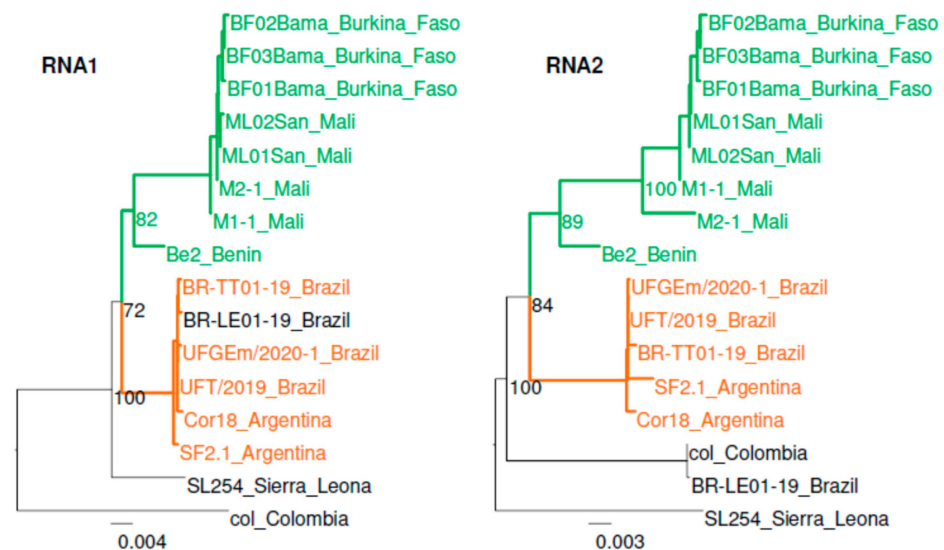 RNA1
BF02Bama_Burkina_Faso
BF03Bama_Burkina_Faso
BF01Bama_Burkina_Faso
ML02San_Mali
ML01San_Mali
M2-1_Mali
M1-1_Mali
82
Be2_Benin
BR-TT01-19_Brazil
72
BR-LE01-19_Brazil
UFGEm/2020-1_Brazil
UFT/2019_Brazil
100
Cor18_Argentina
SF2.1_Argentina
SL254_Sierra_Leona
col_Colombia
0.004
RNA2
BF02Bama_Burkina_Faso
BF03Bama_Burkina_Faso
BF01Bama_Burkina_Faso
ML01San_Mali
ML02San_Mali
100 M1-1_Mali
M2-1_Mali
89
Be2_Benin
UFGEm/2020-1_Brazil
84
UFT/2019_Brazil
BR-TT01-19_Brazil
100
SF2.1_Argentina
Cor18_Argentina
col_Colombia
BR-LE01-19_Brazil
SL254_Sierra_Leona
0.003